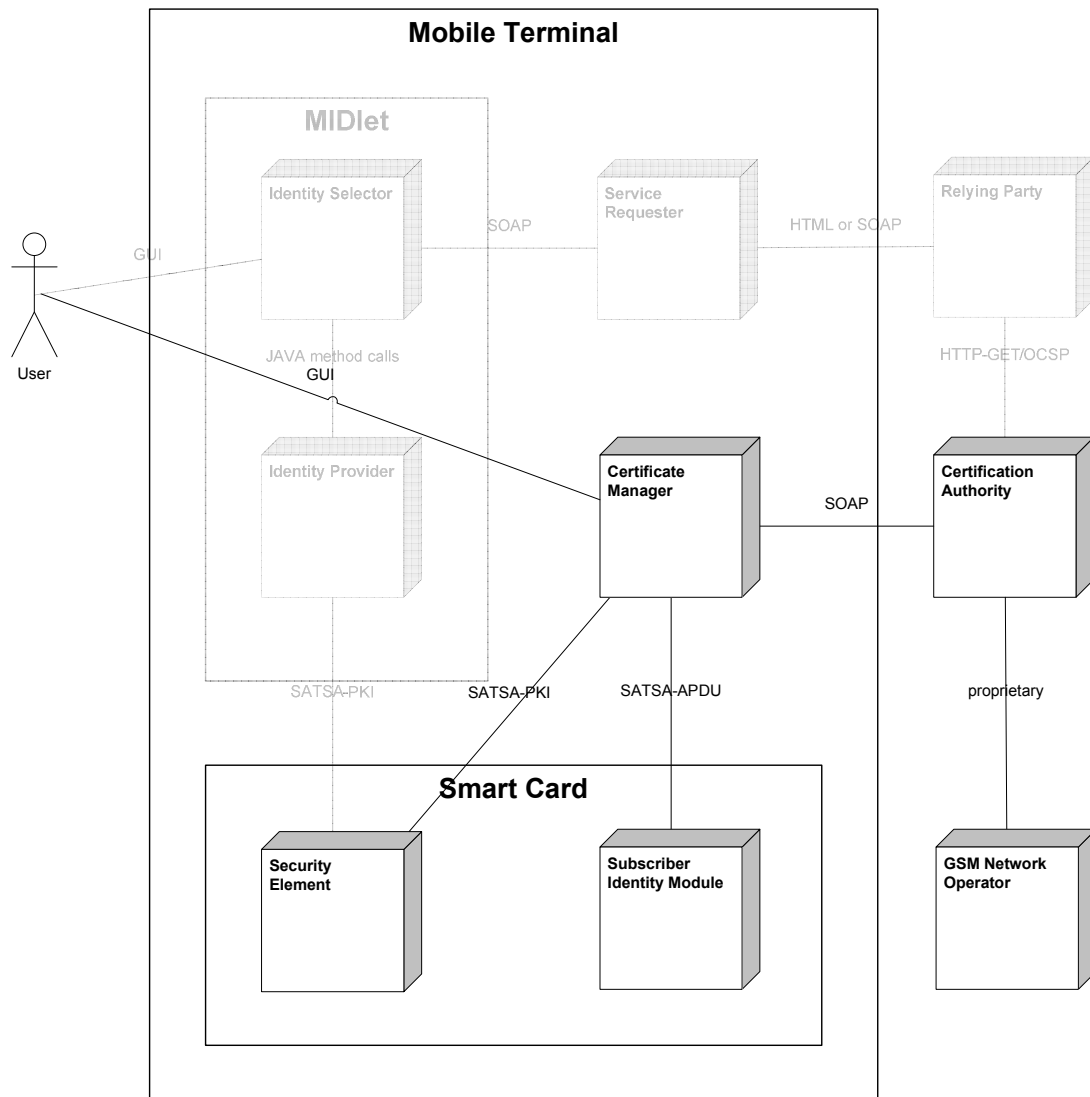 Mobile Terminal
MIDlet
Identity Selector
Service
Requester
Relying Party
SOAP
HTML or SOAP
GUI
User
JAVA method calls
GUI
HTTP-GET/OCSP
Identity Provider
Certificate
Manager
Certification
Authority
SOAP
SATSA-PKI
SATSA-PKI
SATSA-APDU
proprietary
Smart Card
Security
Element
Subscriber
Identity Module
GSM Network
Operator